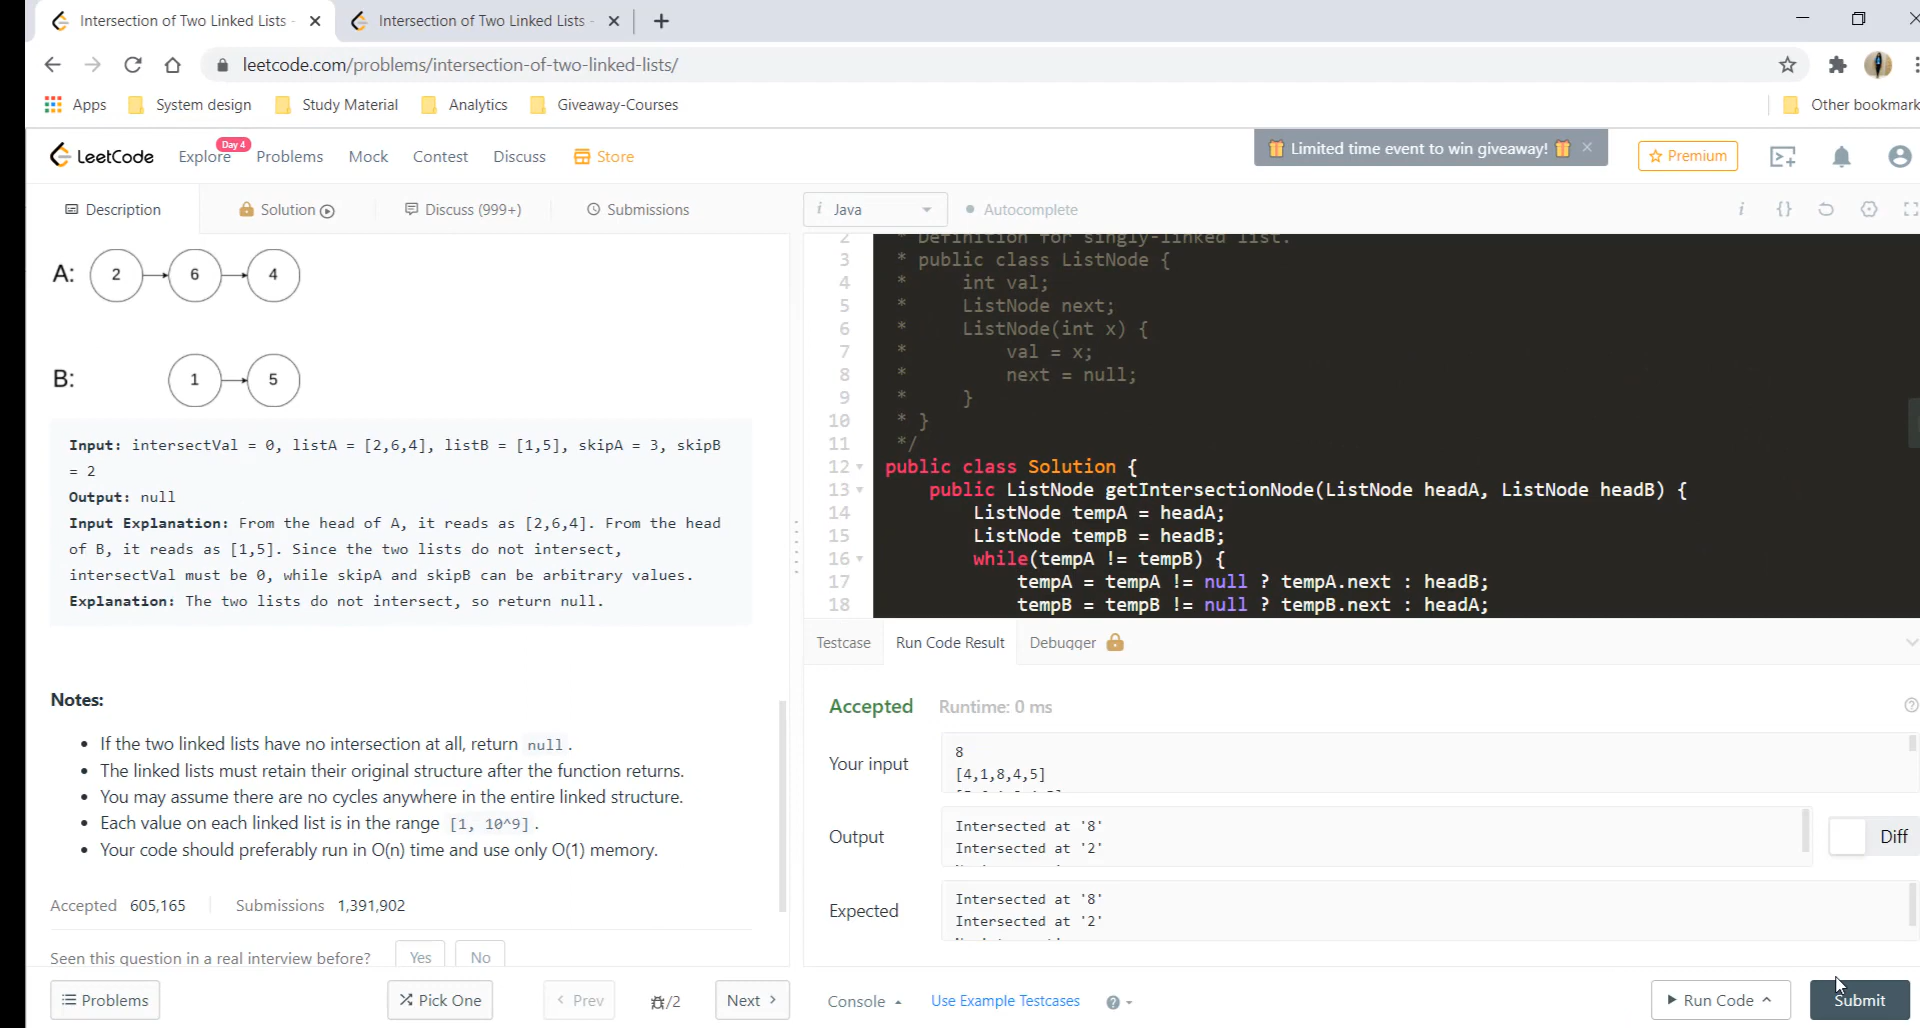 Intersection of Two Linked Lists -
Intersection of Two Linked Lists -
leetcode.com/problems/intersection-of-two-linked-lists/
Apps System design Study Material Analytics Giveaway-Courses Other bookmark
LeetCode Explore Day 4 Problems Mock Contest Discuss Store
Limited time event to win giveaway!
Premium
Description Solution Discuss (999+) Submissions
i Java Autocomplete
A: 2 6 4
B: 1 5
Input: intersectVal = 0, listA = [2,6,4], listB = [1,5], skipA = 3, skipB
= 2
Output: null
Input Explanation: From the head of A, it reads as [2,6,4]. From the head
of B, it reads as [1,5]. Since the two lists do not intersect,
intersectVal must be 0, while skipA and skipB can be arbitrary values.
Explanation: The two lists do not intersect, so return null.
Notes:
• If the two linked lists have no intersection at all, return null.
• The linked lists must retain their original structure after the function returns.
• You may assume there are no cycles anywhere in the entire linked structure.
• Each value on each linked list is in the range [1, 10^9].
• Your code should preferably run in O(n) time and use only O(1) memory.
Accepted 605,165 Submissions 1,391,902
Seen this question in a real interview before? Yes No
Problems Pick One < Prev /2 Next >
2 * Definition for singly-linked list.
3 * public class ListNode {
4 * int val;
5 * ListNode next;
6 * ListNode(int x) {
7 * val = x;
8 * next = null;
9 * }
10 * }
11 */
12 public class Solution {
13 public ListNode getIntersectionNode(ListNode headA, ListNode headB) {
14 ListNode tempA = headA;
15 ListNode tempB = headB;
16 while(tempA != tempB) {
17 tempA = tempA != null ? tempA.next : headB;
18 tempB = tempB != null ? tempB.next : headA;
Testcase Run Code Result Debugger
Accepted Runtime: 0 ms
Your input
8
[4,1,8,4,5]
Output
Intersected at '8'
Intersected at '2'
Diff
Expected
Intersected at '8'
Intersected at '2'
Console Use Example Testcases ? Run Code Submit